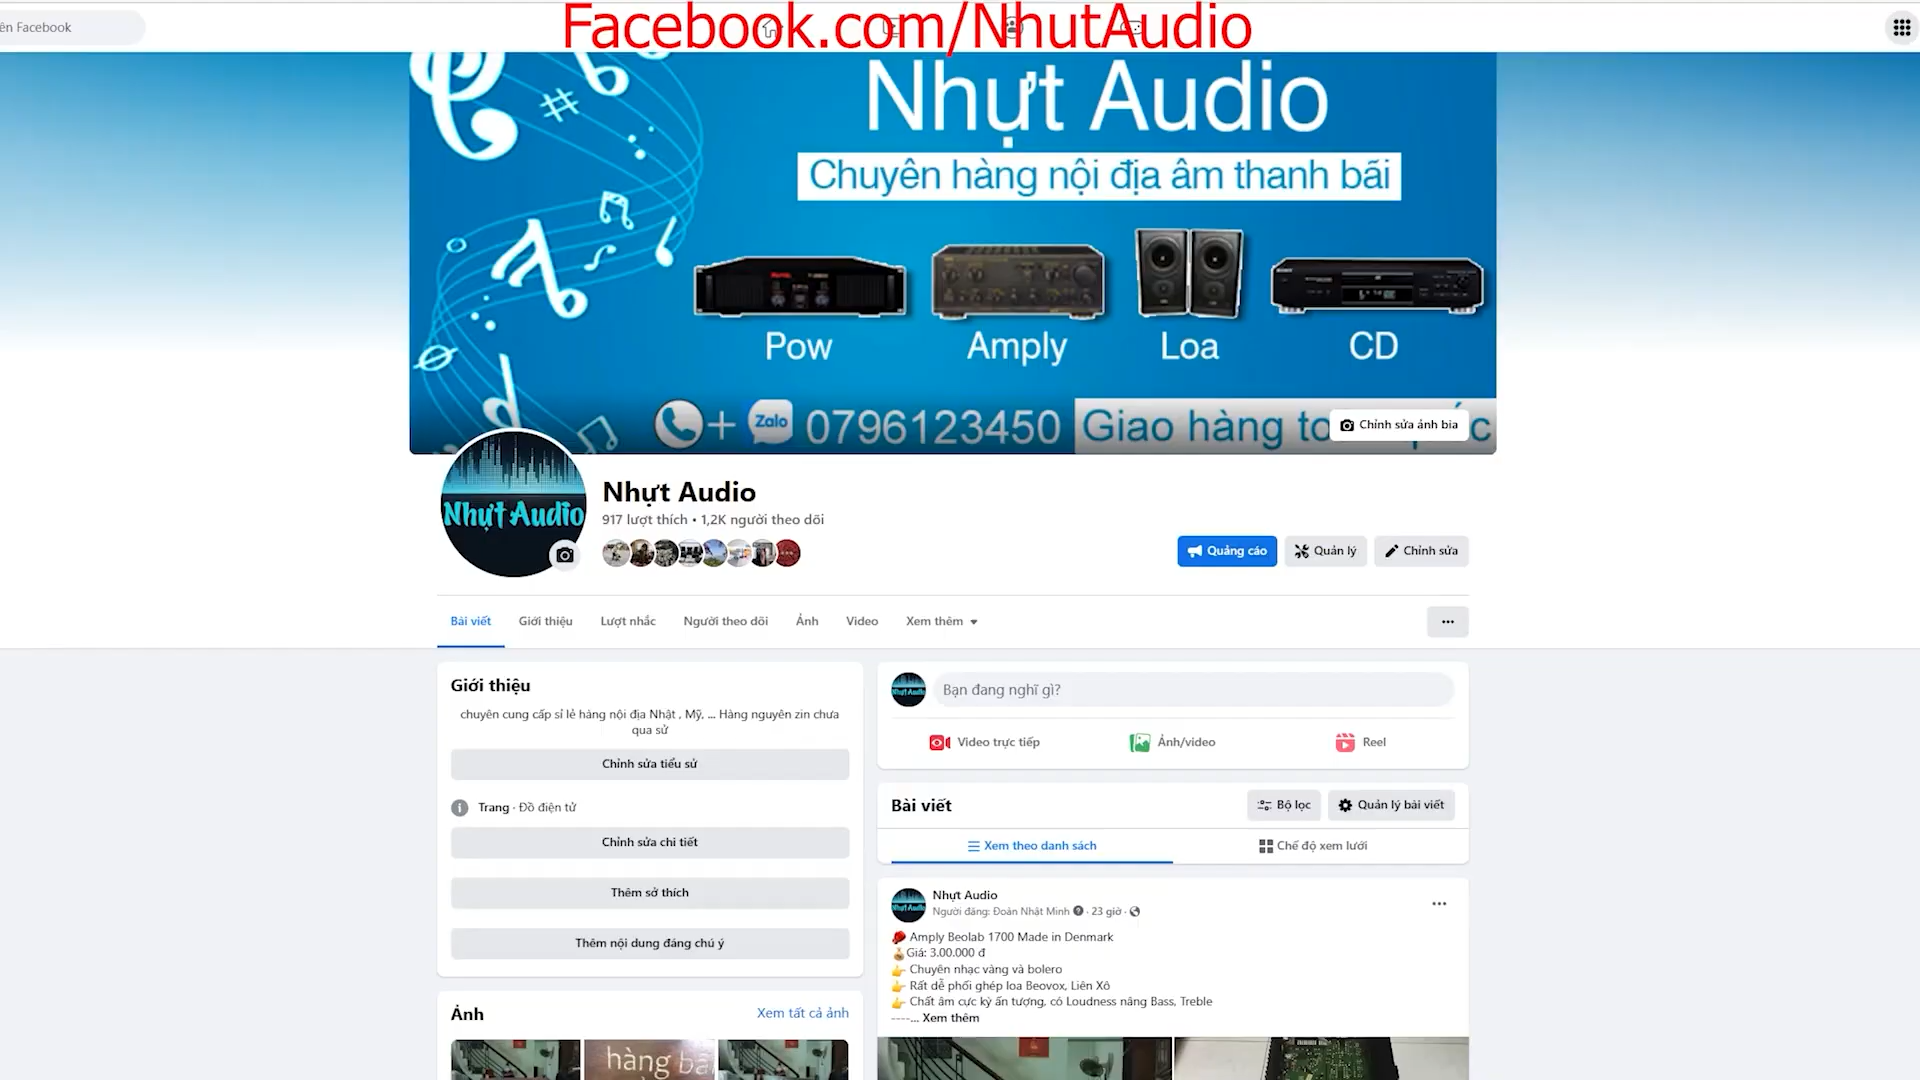 ên Facebook
Facebook.com/NhutAudio
Nhựt Audio
Chuyên hàng nội địa âm thanh bãi
Pow
Amply
Loa
CD
+ Zalo 0796123450
Giao hàng to
Chỉnh sửa ảnh bìa
Nhựt Audio
Nhựt Audio
917 lượt thích • 1,2K người theo dõi
Quảng cáo
Quản lý
Chỉnh sửa
Bài viết
Giới thiệu
Lượt nhắc
Người theo dõi
Ảnh
Video
Xem thêm
Giới thiệu
chuyên cung cấp sỉ lẻ hàng nội địa Nhật , Mỹ, ... Hàng nguyên zin chưa
qua sử
Chỉnh sửa tiểu sử
Trang · Đồ điện tử
Chỉnh sửa chi tiết
Thêm sở thích
Thêm nội dung đáng chú ý
Ảnh
Xem tất cả ảnh
hàng bã
Bạn đang nghĩ gì?
Video trực tiếp
Ảnh/video
Reel
Bài viết
Bộ lọc
Quản lý bài viết
Xem theo danh sách
Chế độ xem lưới
Nhựt Audio
Người đăng: Đoàn Nhật Minh · 23 giờ ·
Amply Beolab 1700 Made in Denmark
Giá: 3.00.000 đ
Chuyên nhạc vàng và bolero
Rất dễ phối ghép loa Beovox, Liên Xô
Chất âm cực kỳ ấn tượng, có Loudness nâng Bass, Treble
----... Xem thêm